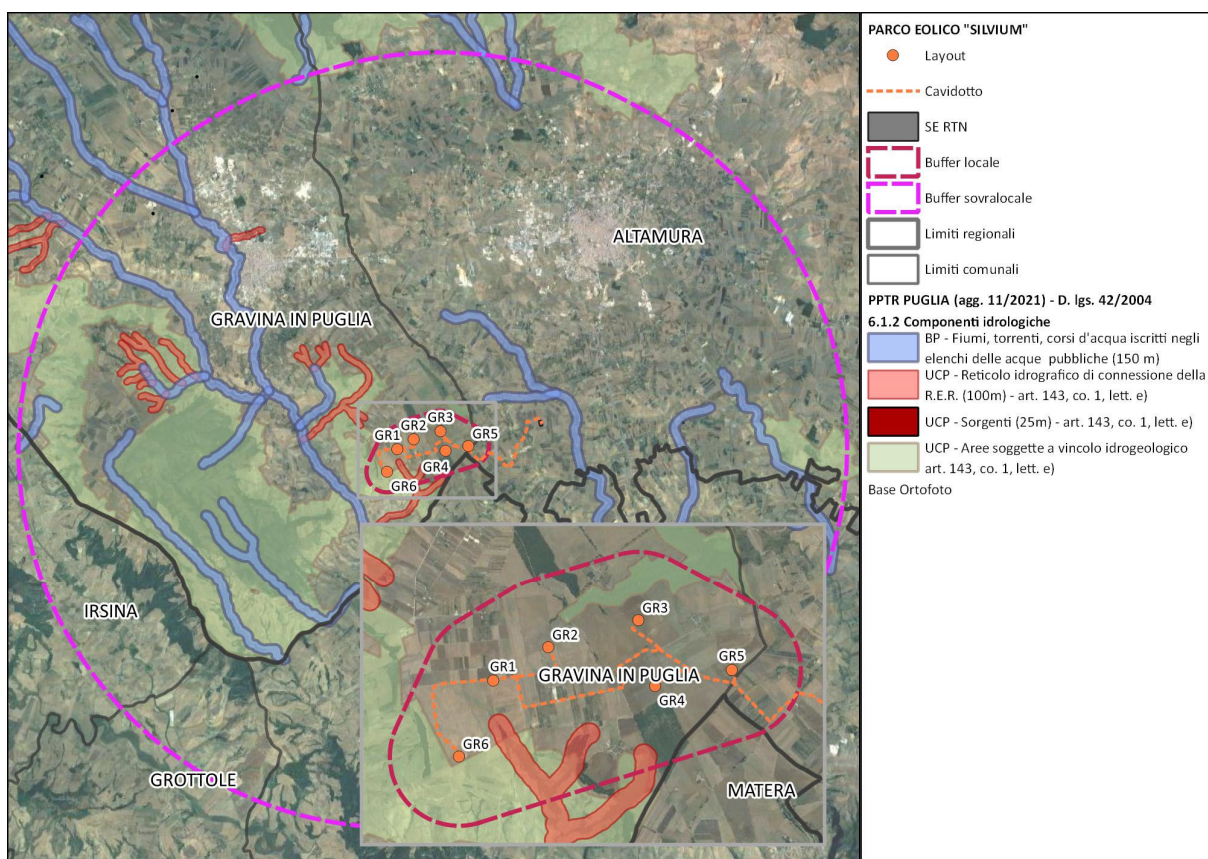 ALTAMURA
GRAVINA IN PUGLIA
GR3
GR2
GR1
GR5
GR4
GR6
IRSINA
GROTTOLE
GR3
GR2
GR1
GRAVINA IN PUGLIA
GR5
GR4
GR6
MATERA
PARCO EOLICO "SILVIUM"
Layout
Cavidotto
SE RTN
Buffer locale
Buffer sovralocale
Limiti regionali
Limiti comunali
PPTR PUGLIA (agg. 11/2021) - D. lgs. 42/2004
6.1.2 Componenti idrologiche
BP - Fiumi, torrenti, corsi d'acqua iscritti negli
elenchi delle acque pubbliche (150 m)
UCP - Reticolo idrografico di connessione della
R.E.R. (100m) - art. 143, co. 1, lett. e)
UCP - Sorgenti (25m) - art. 143, co. 1, lett. e)
UCP - Aree soggette a vincolo idrogeologico
art. 143, co. 1, lett. e)
Base Ortofoto